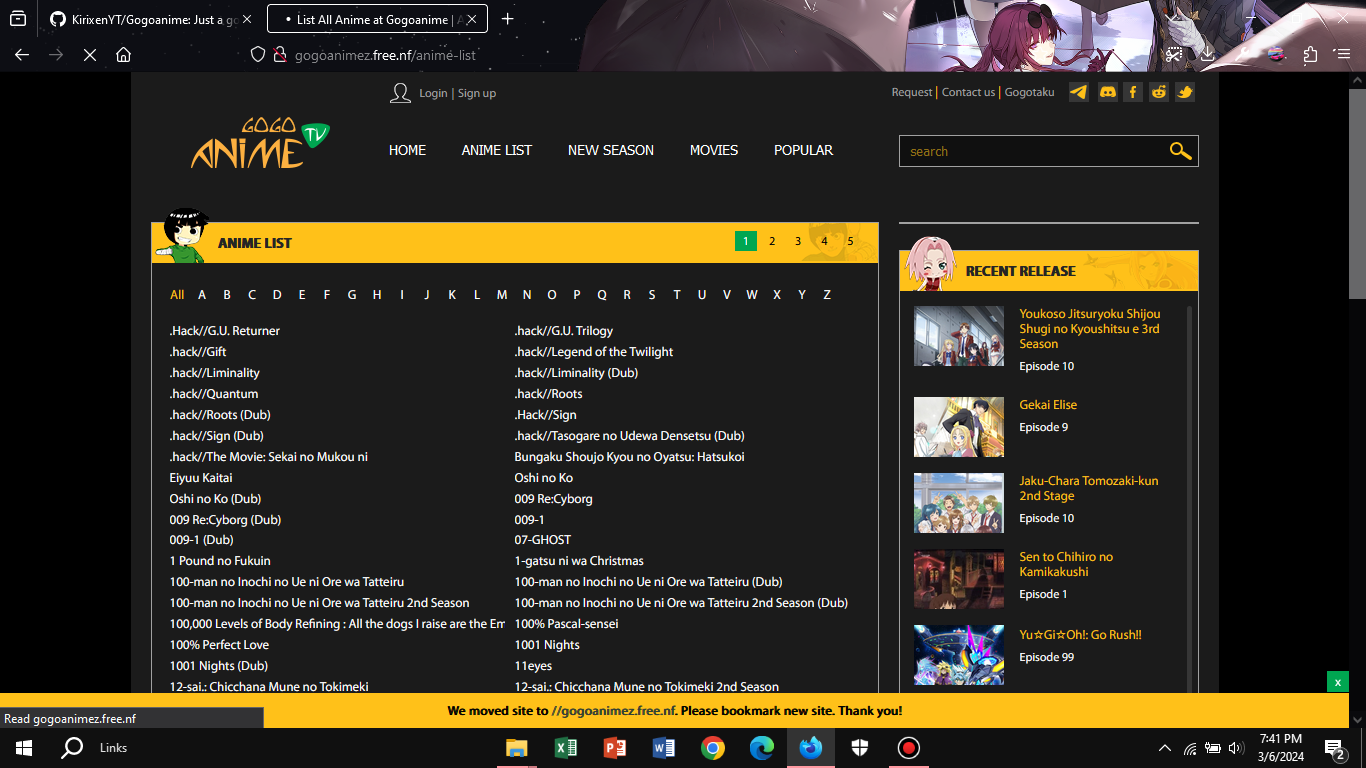 KirixenYT/Gogoanime: Just a go
List All Anime at Gogoanime | A
gogoanimez.free.nf/anime-list
Login | Sign up
Request | Contact us | Gogotaku
GOGO
ANIME TV
HOME ANIME LIST NEW SEASON MOVIES POPULAR
search
ANIME LIST
1 2 3 4 5
All A B C D E F G H I J K L M N O P Q R S T U V W X Y Z
.Hack//G.U. Returner
.hack//G.U. Trilogy
.hack//Gift
.hack//Legend of the Twilight
.hack//Liminality
.hack//Liminality (Dub)
.hack//Quantum
.hack//Roots
.hack//Roots (Dub)
.Hack//Sign
.hack//Sign (Dub)
.hack//Tasogare no Udewa Densetsu (Dub)
.hack//The Movie: Sekai no Mukou ni
Bungaku Shoujo Kyou no Oyatsu: Hatsukoi
Eiyuu Kaitai
Oshi no Ko
Oshi no Ko (Dub)
009 Re:Cyborg
009 Re:Cyborg (Dub)
009-1
009-1 (Dub)
07-GHOST
1 Pound no Fukuin
1-gatsu ni wa Christmas
100-man no Inochi no Ue ni Ore wa Tatteiru
100-man no Inochi no Ue ni Ore wa Tatteiru (Dub)
100-man no Inochi no Ue ni Ore wa Tatteiru 2nd Season
100-man no Inochi no Ue ni Ore wa Tatteiru 2nd Season (Dub)
100,000 Levels of Body Refining : All the dogs I raise are the Em
100% Pascal-sensei
100% Perfect Love
1001 Nights
1001 Nights (Dub)
11eyes
12-sai.: Chicchana Mune no Tokimeki
12-sai.: Chicchana Mune no Tokimeki 2nd Season
RECENT RELEASE
Youkoso Jitsuryoku Shijou
Shugi no Kyoushitsu e 3rd
Season
Episode 10
Gekai Elise
Episode 9
Jaku-Chara Tomozaki-kun
2nd Stage
Episode 10
Sen to Chihiro no
Kamikakushi
Episode 1
Yu☆Gi☆Oh!: Go Rush!!
Episode 99
x
We moved site to //gogoanimez.free.nf. Please bookmark new site. Thank you!
Read gogoanimez.free.nf
Links
7:41 PM
3/6/2024
2